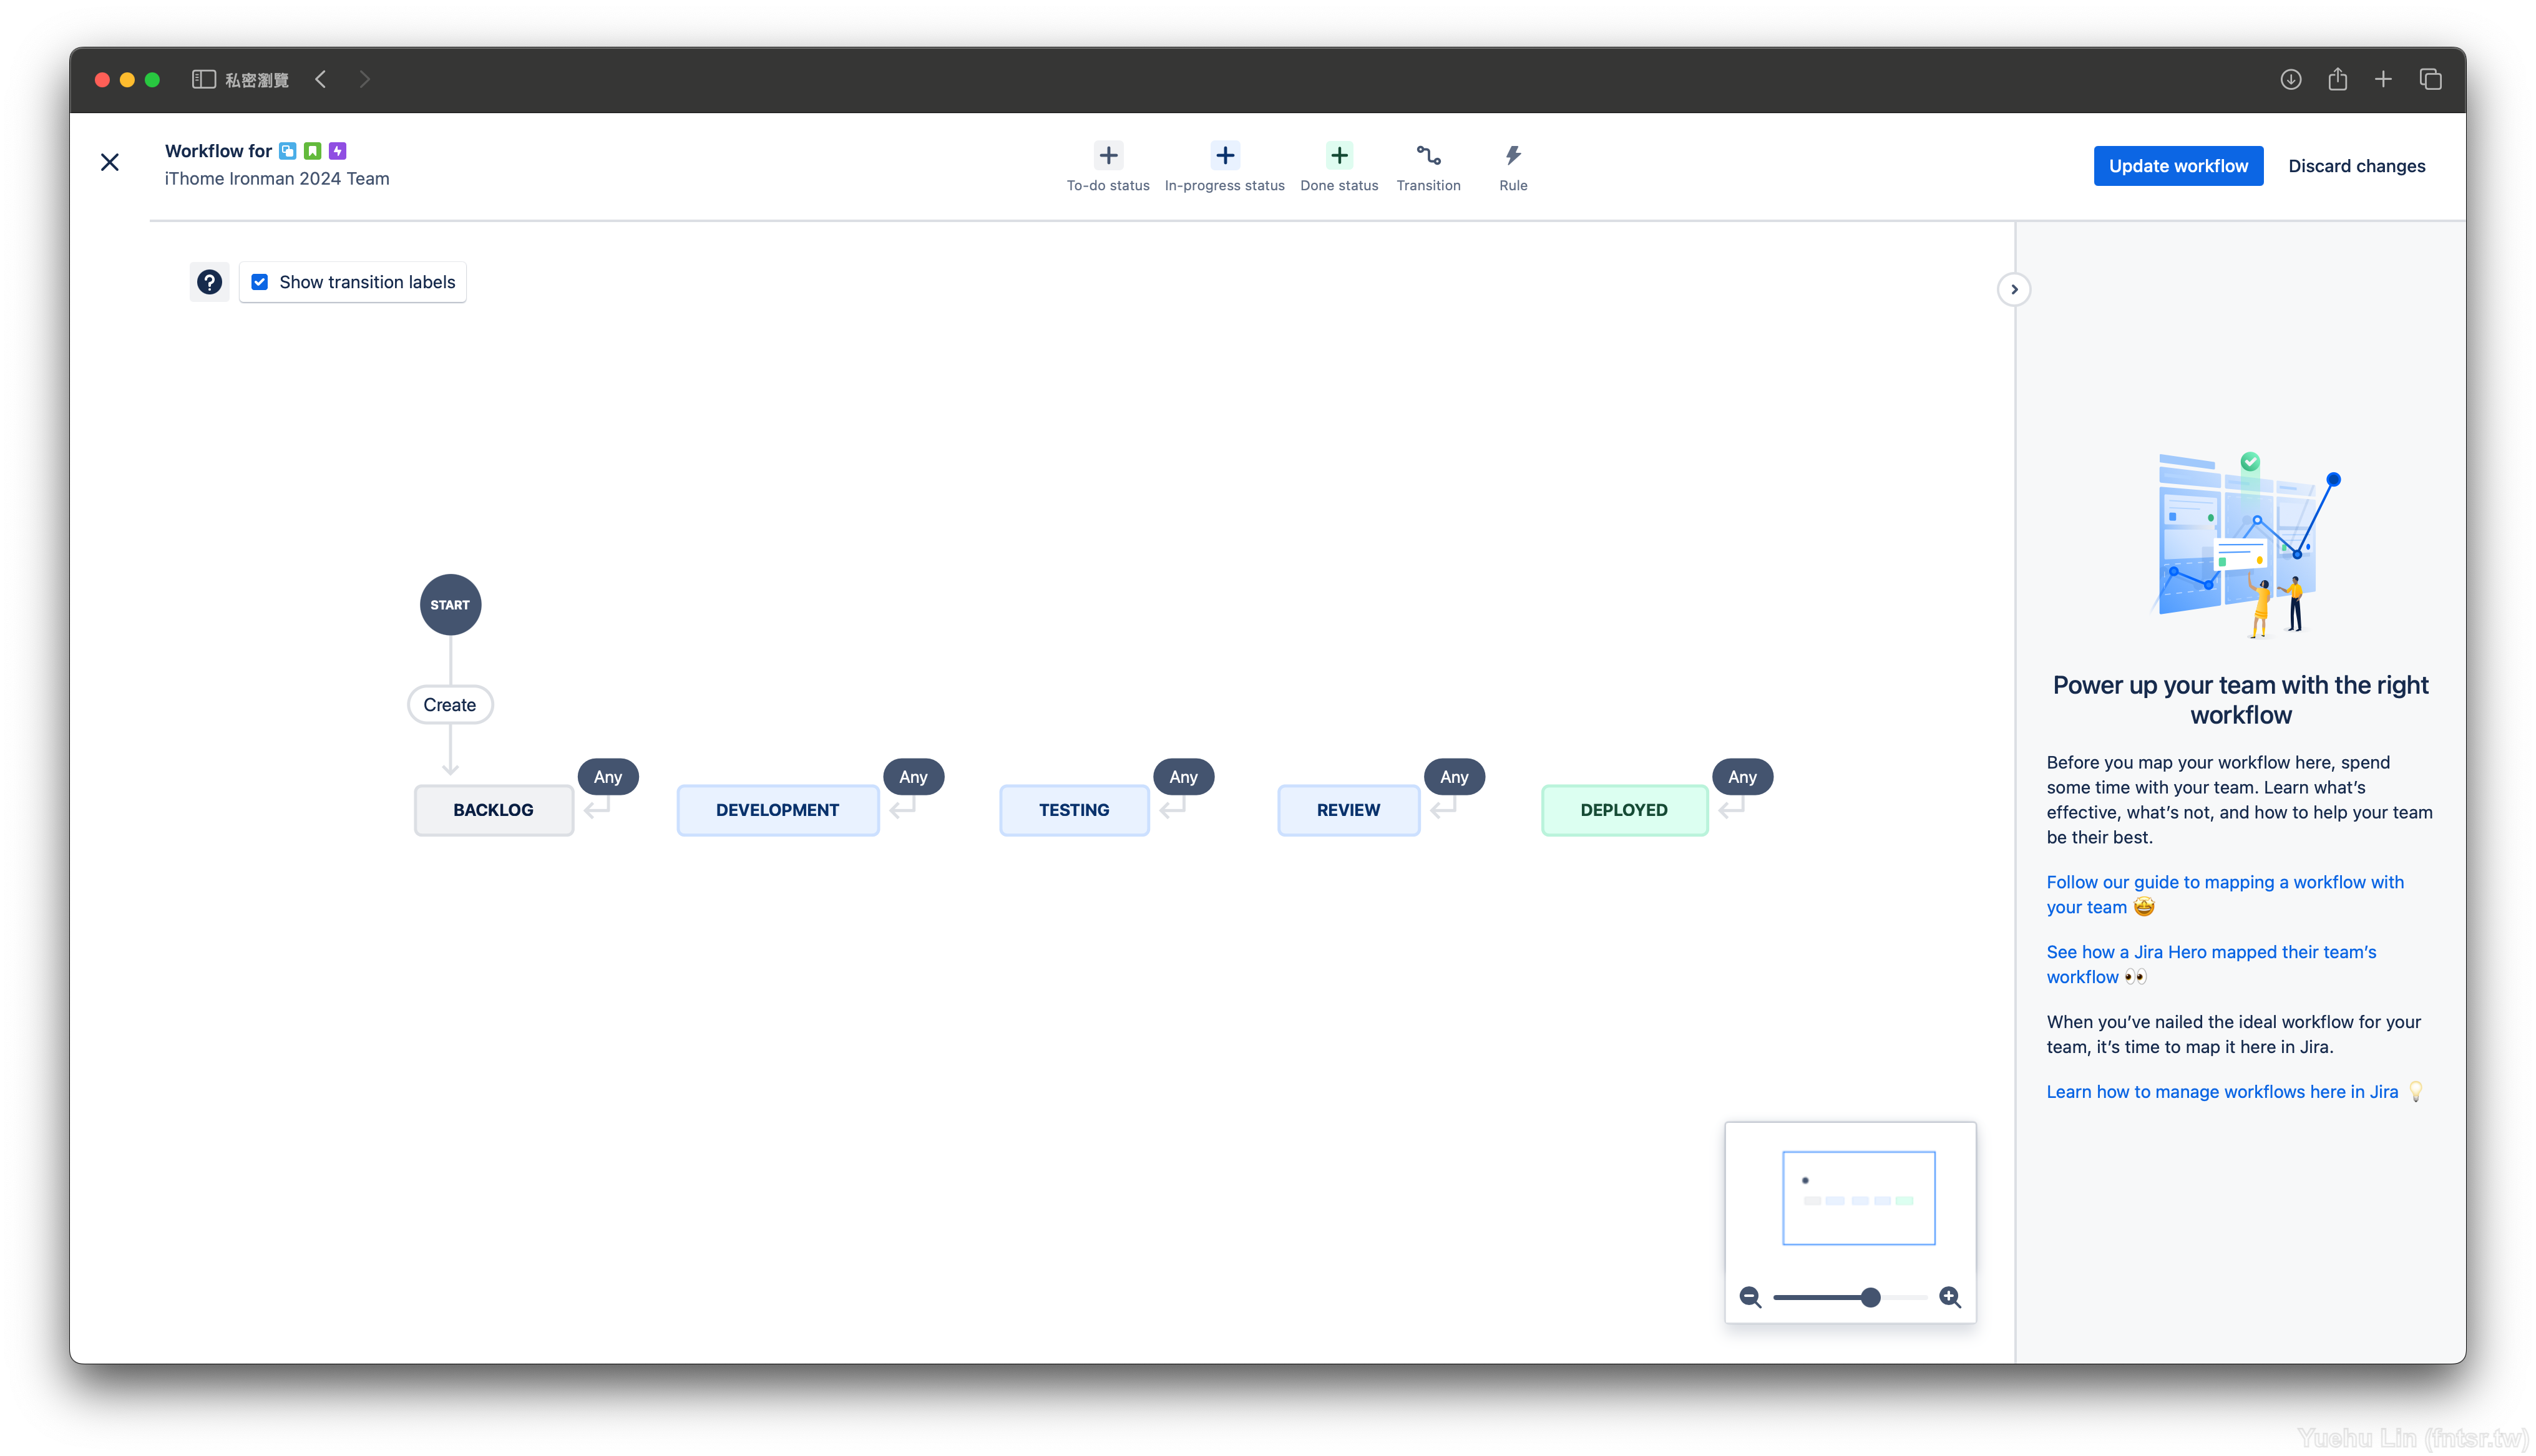 私密瀏覽
Workflow for
iThome Ironman 2024 Team
To-do status
In-progress status
Done status
Transition
Rule
Update workflow
Discard changes
Show transition labels
START
Create
Any
Any
Any
Any
Any
BACKLOG
DEVELOPMENT
TESTING
REVIEW
DEPLOYED
Power up your team with the right
workflow
Before you map your workflow here, spend
some time with your team. Learn what’s
effective, what’s not, and how to help your team
be their best.
Follow our guide to mapping a workflow with
your team 🤩
See how a Jira Hero mapped their team’s
workflow 👀
When you’ve nailed the ideal workflow for your
team, it’s time to map it here in Jira.
Learn how to manage workflows here in Jira 💡
Yuehu Lin (fntsr.tw)